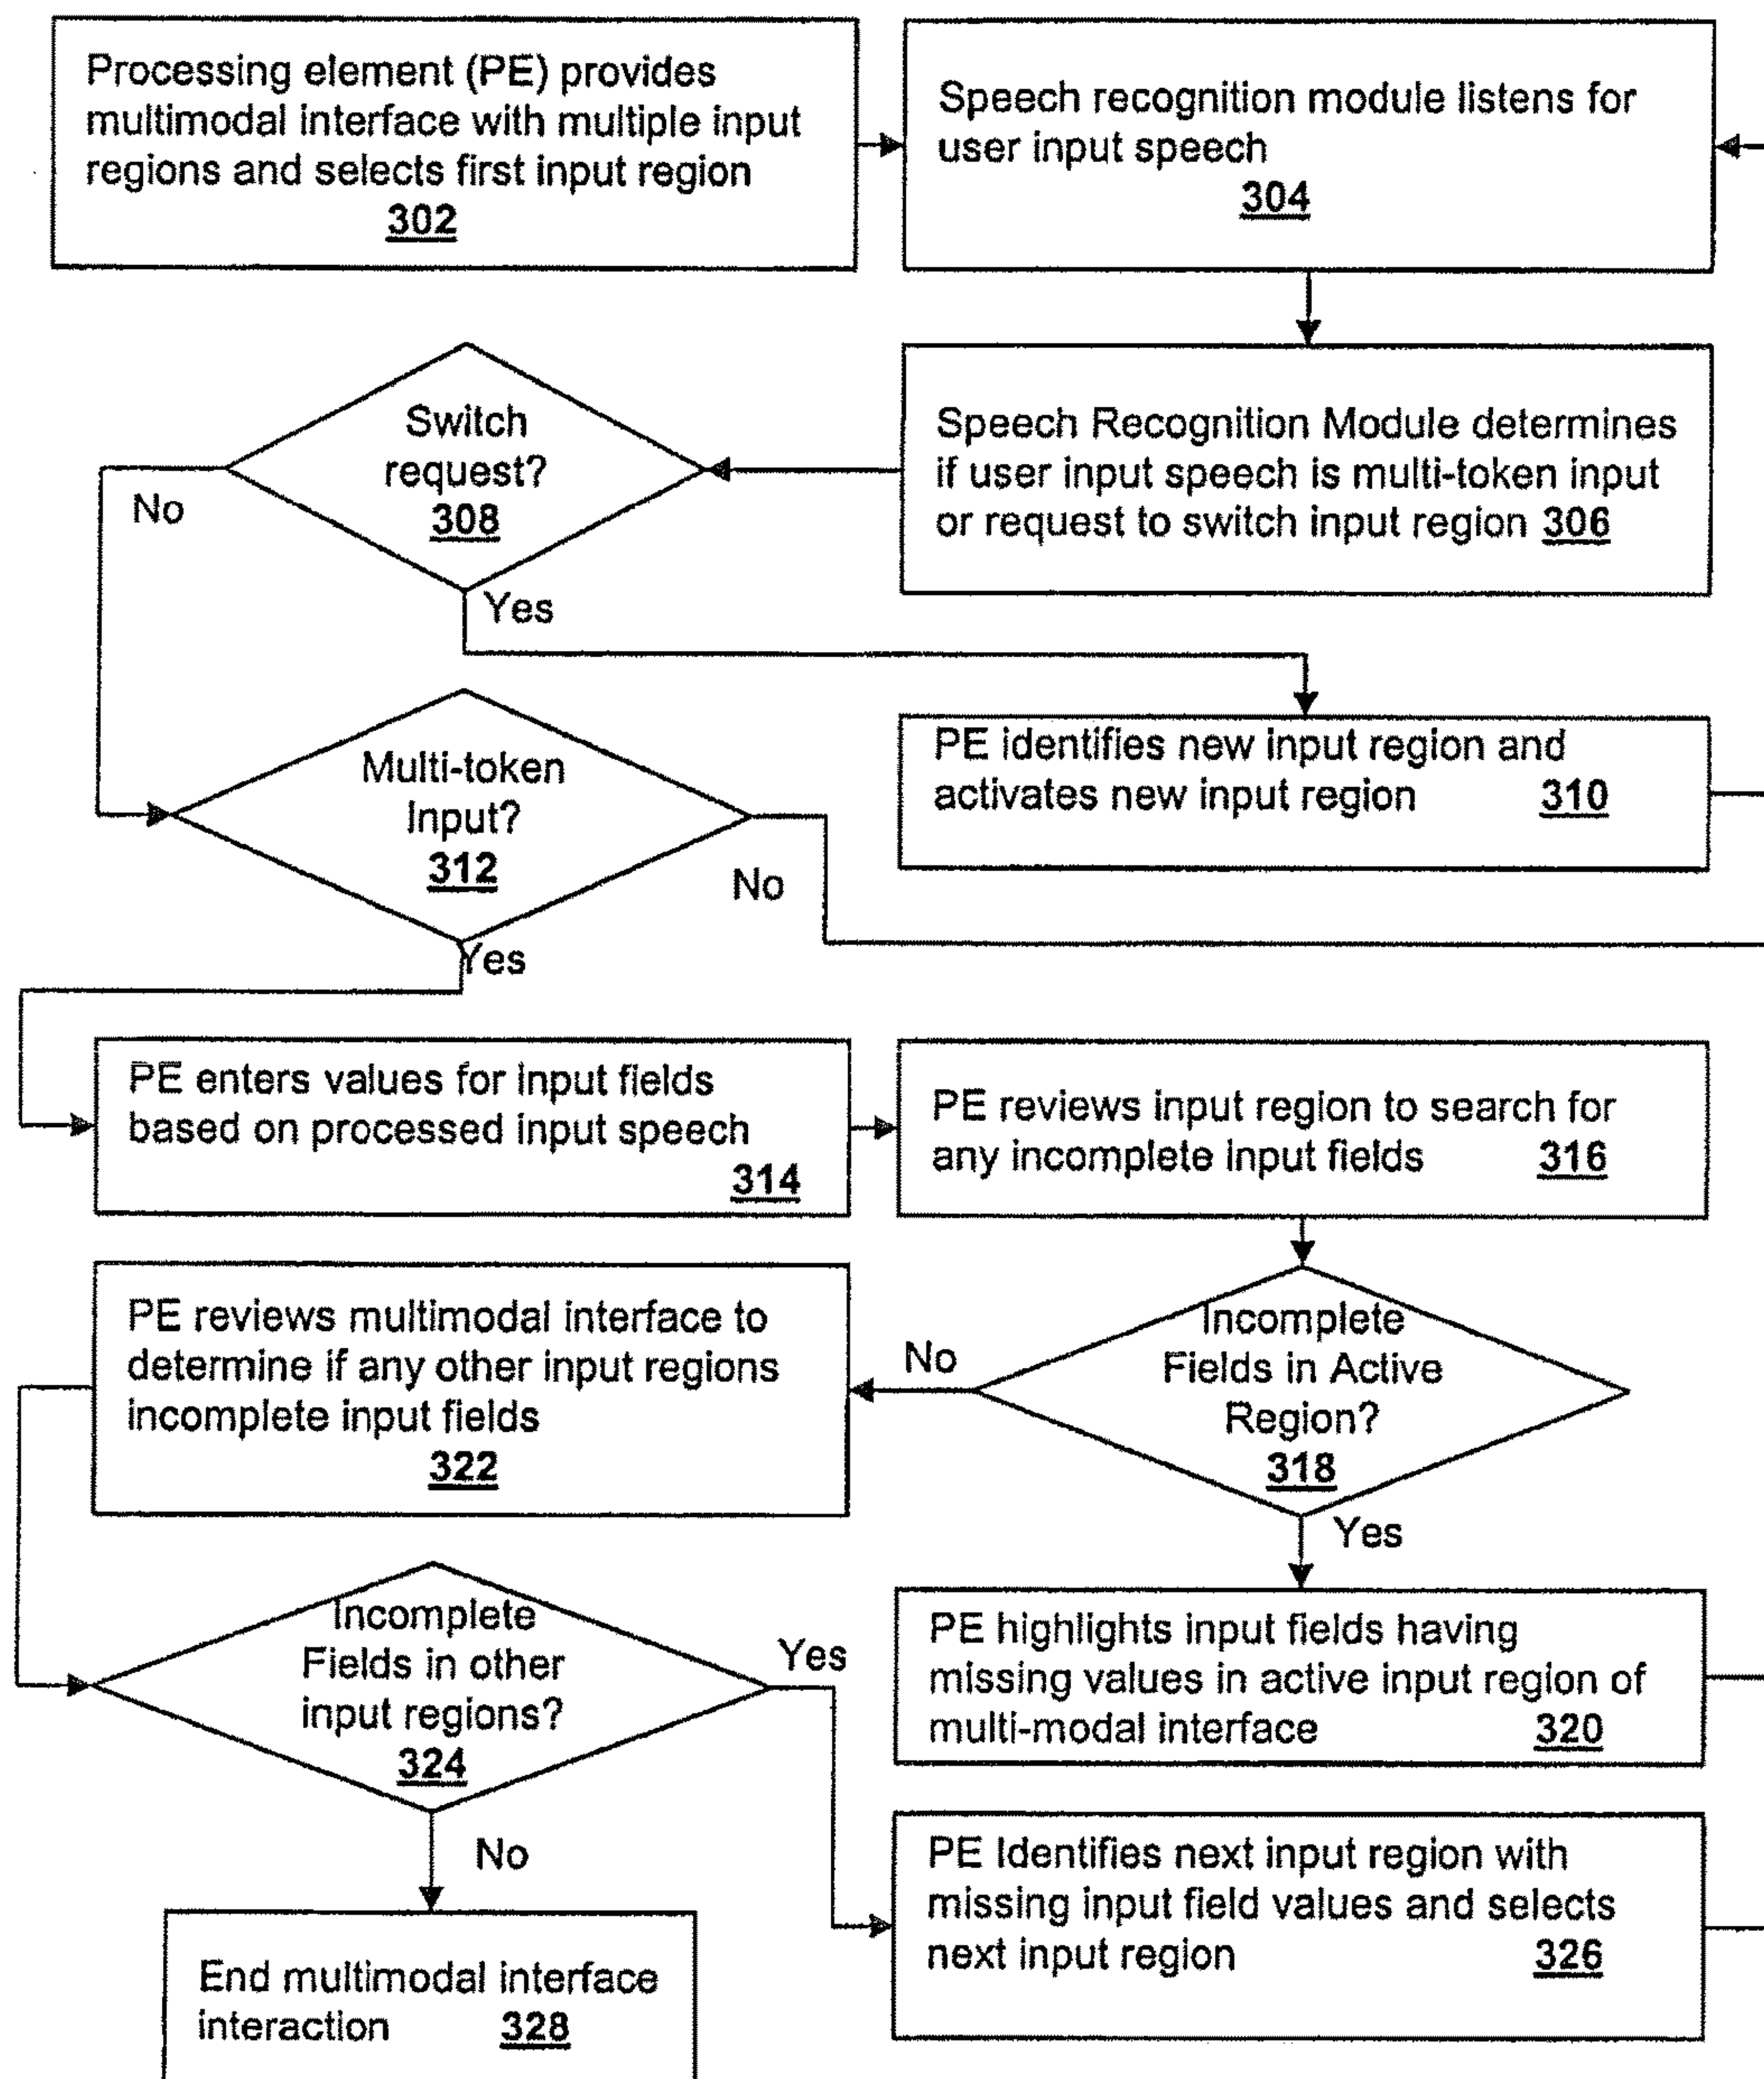 Processing element (PE) provides
multimodal interface with multiple input
regions and selects first input region
302
Speech recognition module listens for
user input speech
304
Speech Recognition Module determines
if user input speech is multi-token input
or request to switch input region 306
Switch
request?
308
No
Yes
PE identifies new input region and
activates new input region 310
Multi-token
Input?
312
No
Yes
PE enters values for input fields
based on processed input speech
314
PE reviews input region to search for
any incomplete input fields 316
Incomplete
Fields in Active
Region?
318
No
Yes
PE reviews multimodal interface to
determine if any other input regions
incomplete input fields
322
PE highlights input fields having
missing values in active input region of
multi-modal interface 320
Incomplete
Fields in other
input regions?
324
Yes
No
PE Identifies next input region with
missing input field values and selects
next input region 326
End multimodal interface
interaction 328